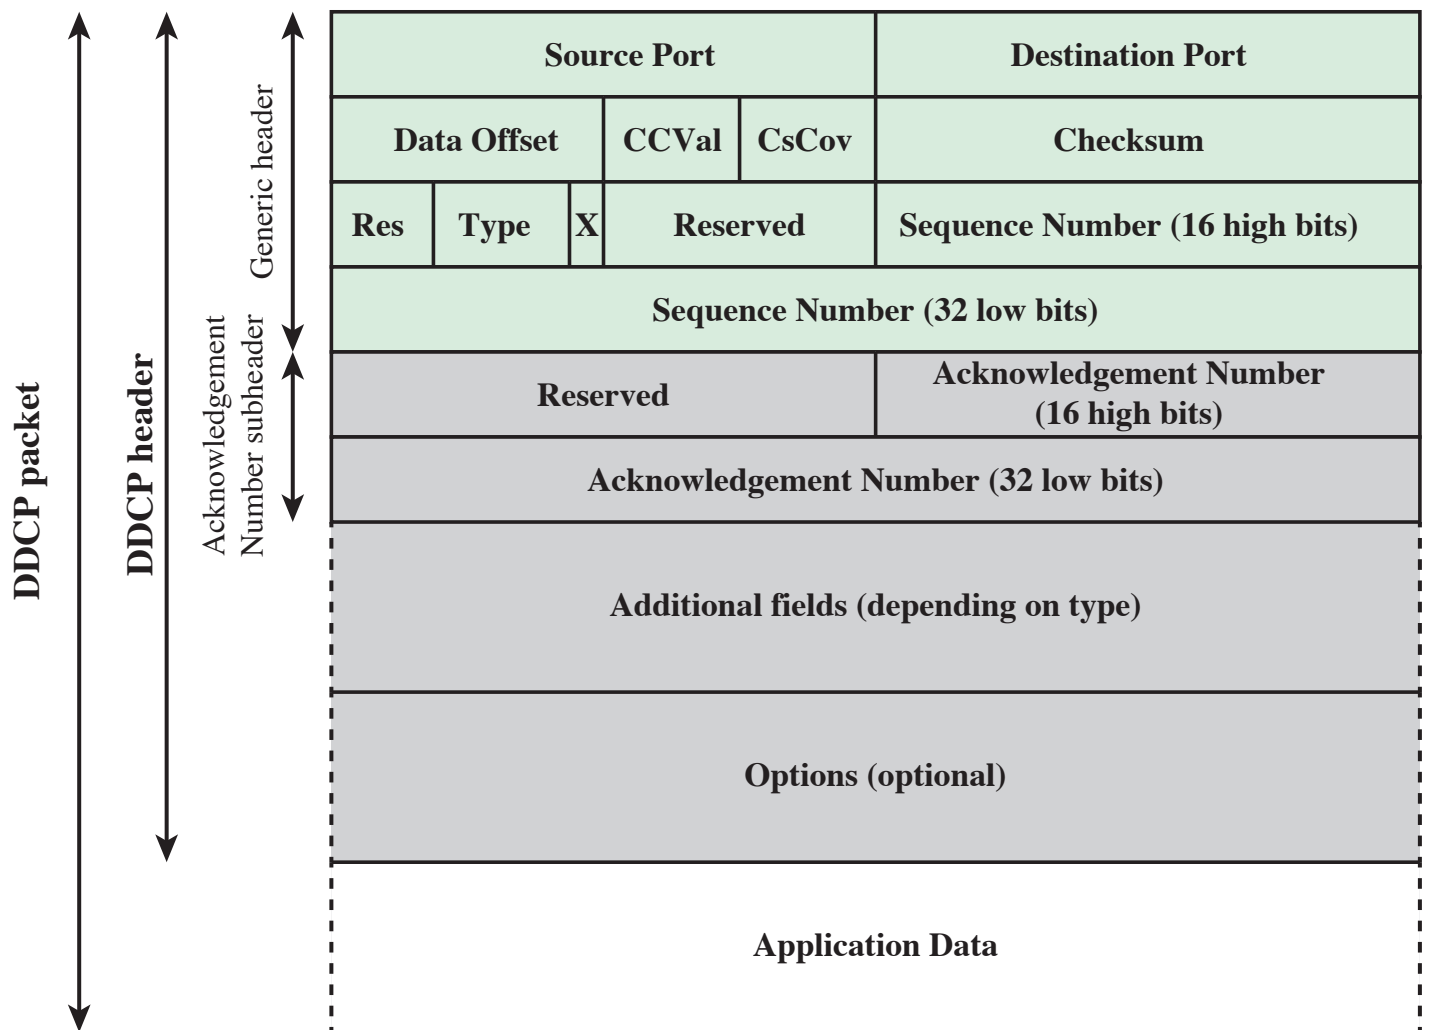 DDCP packet
DDCP header
Generic header
Acknowledgement
Number subheader
Source Port
Destination Port
Data Offset
CCVal
CsCov
Checksum
Res
Type
X
Reserved
Sequence Number (16 high bits)
Sequence Number (32 low bits)
Reserved
Acknowledgement Number
(16 high bits)
Acknowledgement Number (32 low bits)
Additional fields (depending on type)
Options (optional)
Application Data